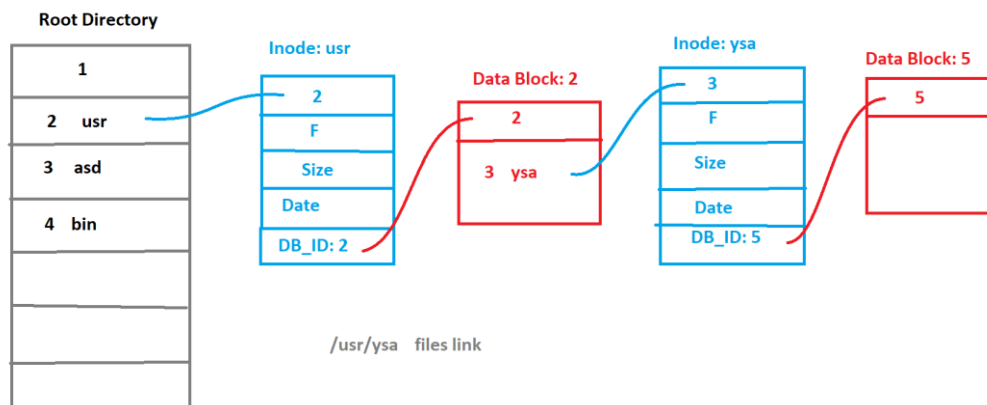 Root Directory
1
2 usr
3 asd
4 bin
Inode: usr
2
F
Size
Date
DB_ID: 2
Data Block: 2
2
3 ysa
Inode: ysa
3
F
Size
Date
DB_ID: 5
Data Block: 5
5
/usr/ysa files link